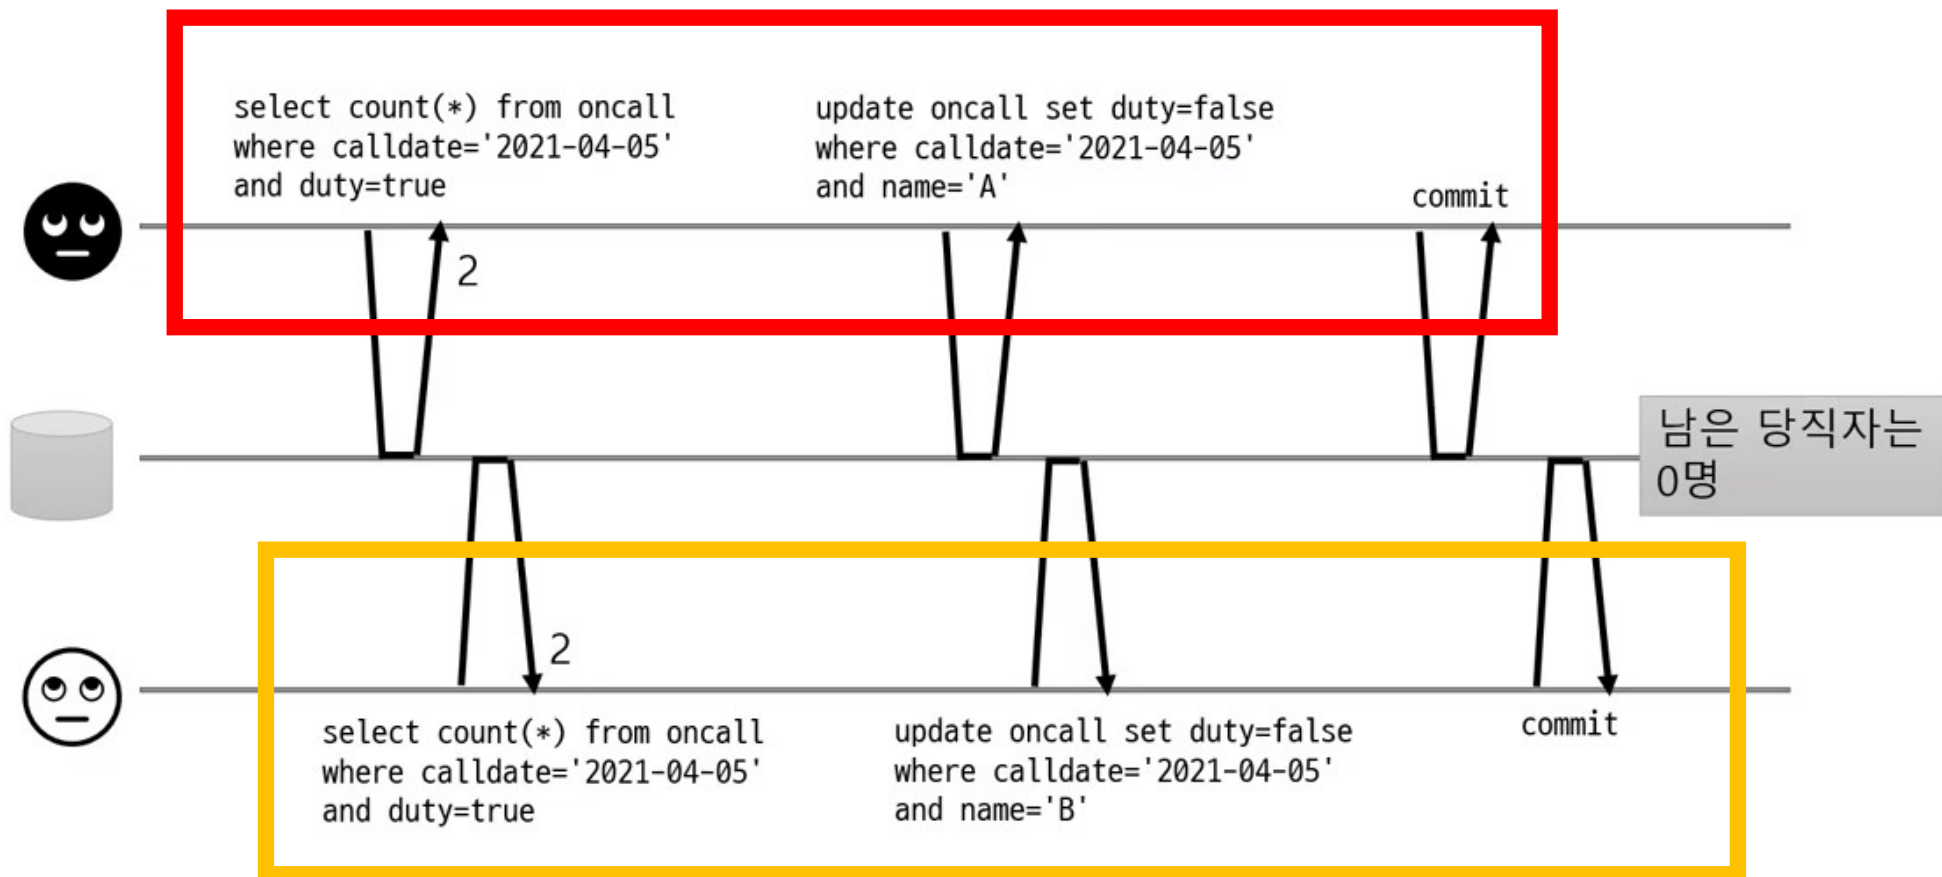 select count(*) from oncall
where calldate='2021-04-05'
and duty=true
update oncall set duty=false
where calldate='2021-04-05'
and name='A'
commit
2
남은 당직자는
0명
2
select count(*) from oncall
where calldate='2021-04-05'
and duty=true
update oncall set duty=false
where calldate='2021-04-05'
and name='B'
commit